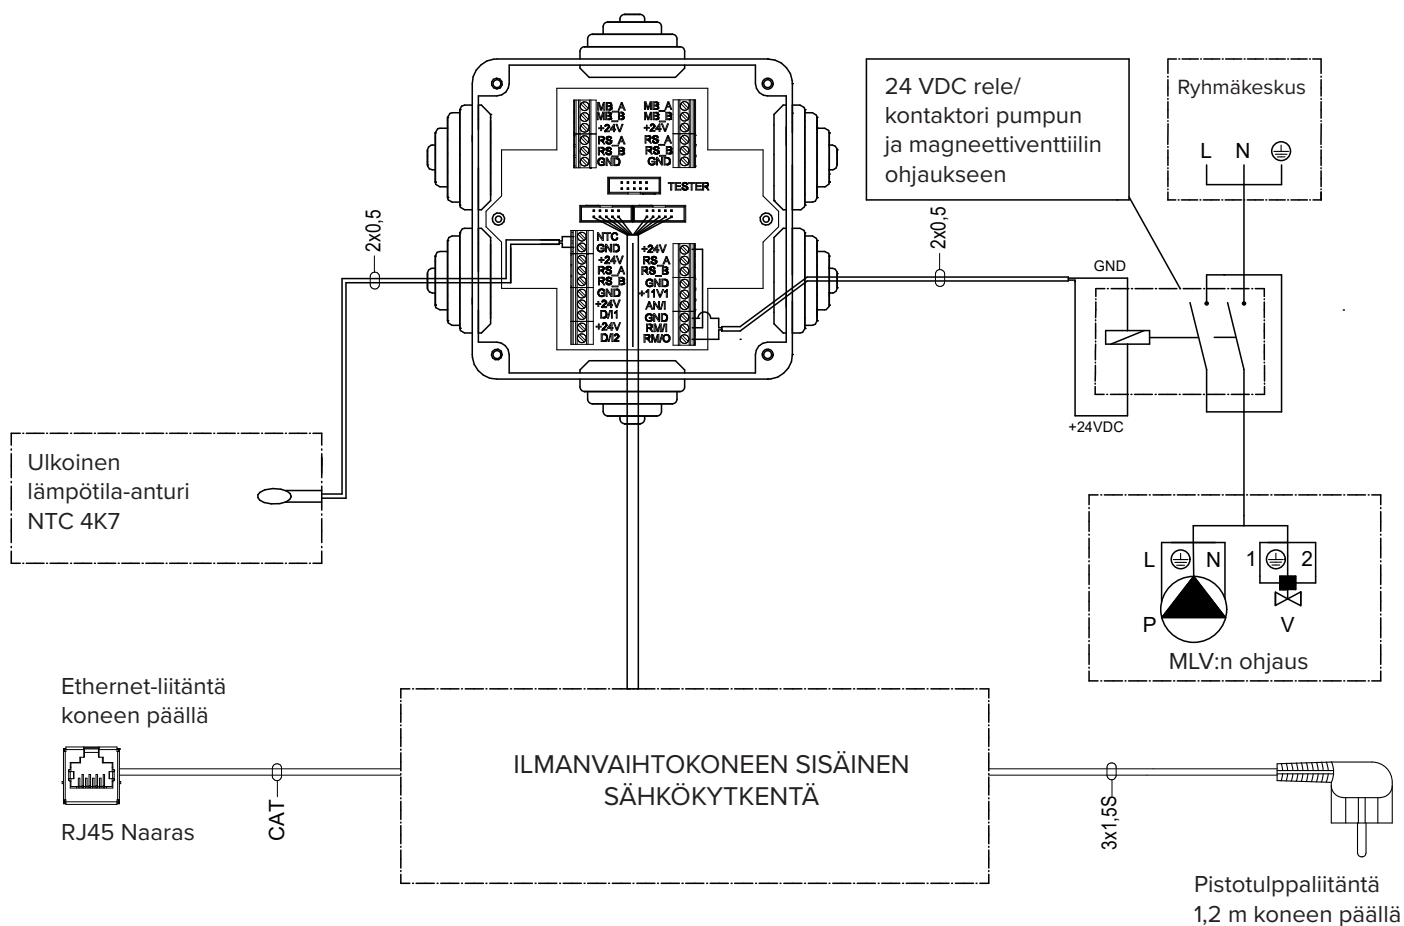 MB_A
MB_B
+24V
RS_A
RS_B
GND
MB_A
MB_B
+24V
RS_A
RS_B
GND
TESTER
NTC
GND
+24V
RS_A
RS_B
GND
+24V
D/I1
+24V
D/I2
+24V
RS_A
RS_B
GND
+11V1
AN/I
GND
RM/I
RM/O
2x0,5
2x0,5
24 VDC rele/
kontaktori pumpun
ja magneettiventtiilin
ohjaukseen
Ryhmäkeskus
L N
GND
+24VDC
Ulkoinen
lämpötila-anturi
NTC 4K7
L N 1 2
P V
MLV:n ohjaus
Ethernet-liitäntä
koneen päällä
RJ45 Naaras
CAT
ILMANVAIHTOKONEEN SISÄINEN
SÄHKÖKYTKENTÄ
3x1,5S
Pistotulppaliitäntä
1,2 m koneen päällä